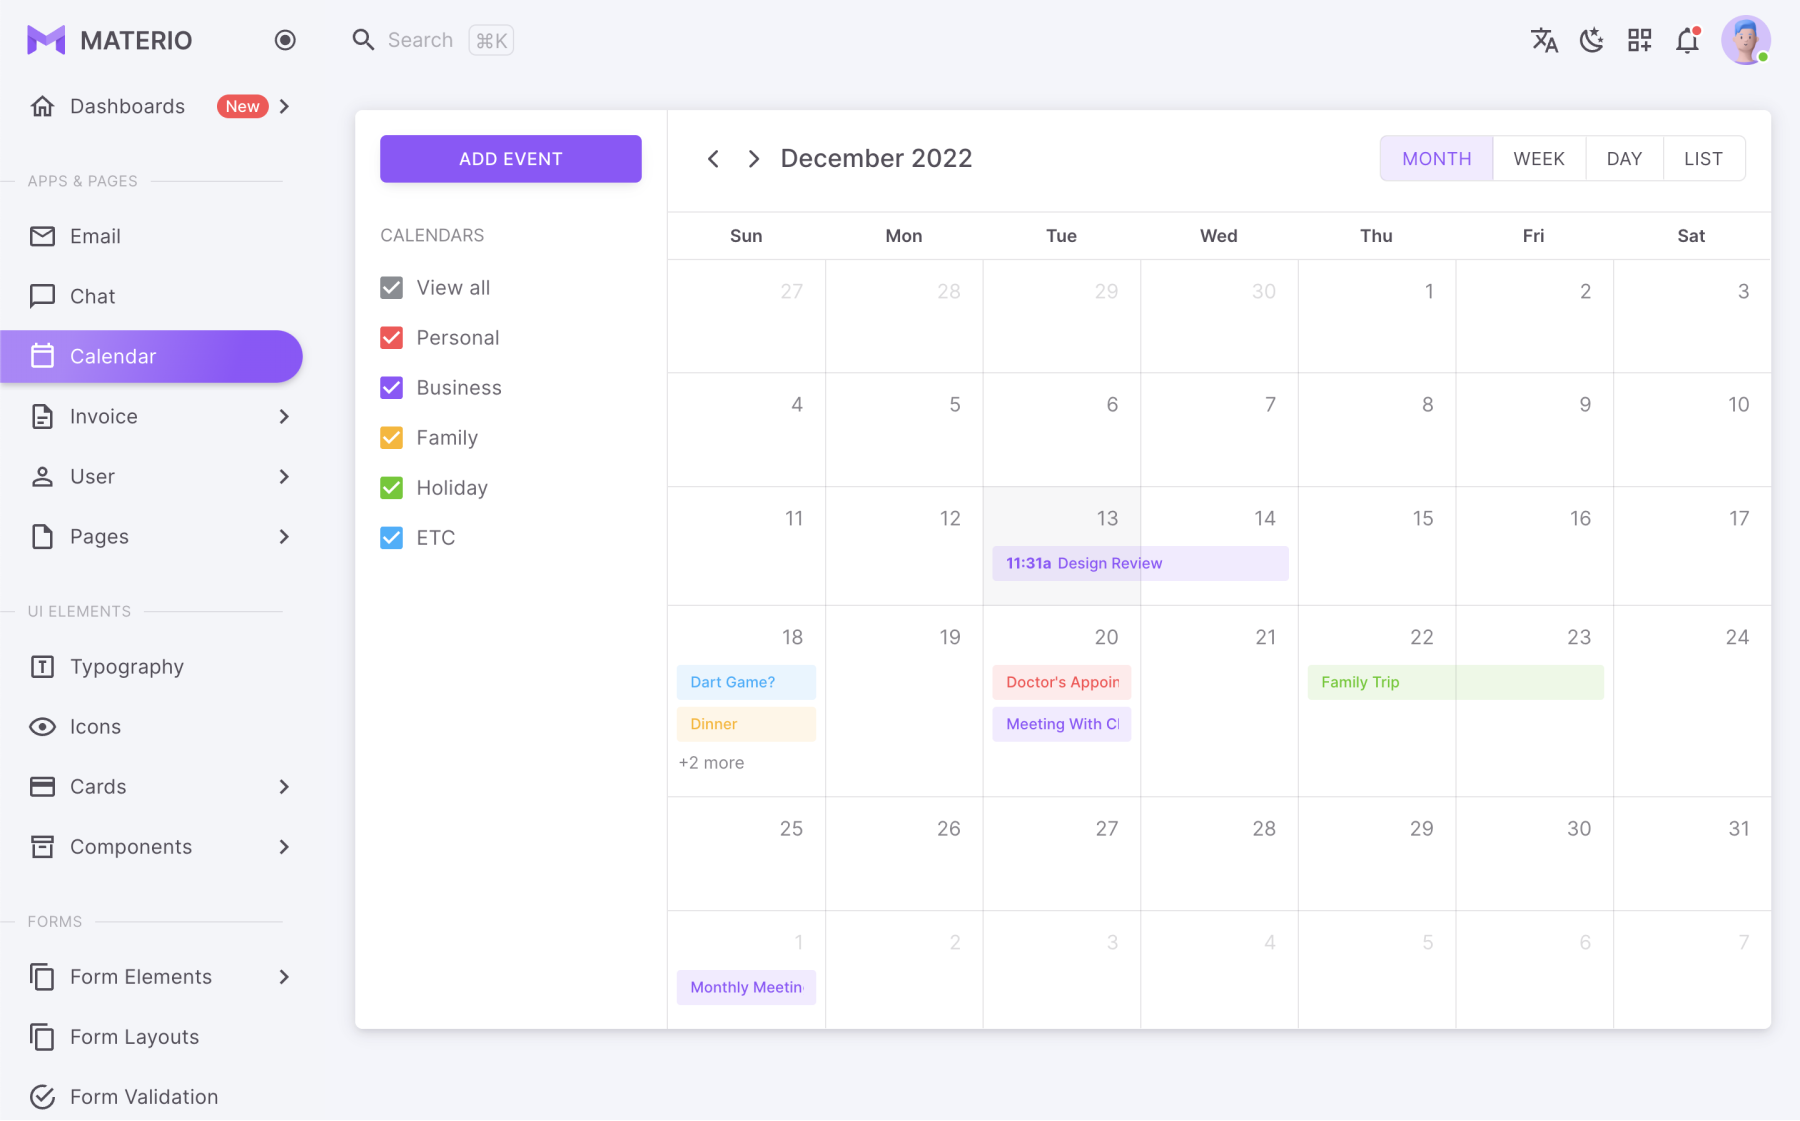 MATERIO
Search ⌘K
Dashboards New
APPS & PAGES
Email
Chat
Calendar
Invoice
User
Pages
UI ELEMENTS
Typography
Icons
Cards
Components
FORMS
Form Elements
Form Layouts
Form Validation
ADD EVENT
CALENDARS
View all
Personal
Business
Family
Holiday
ETC
December 2022
MONTH WEEK DAY LIST
Sun Mon Tue Wed Thu Fri Sat
27 28 29 30 1 2 3
4 5 6 7 8 9 10
11 12 13 14 15 16 17
11:31a Design Review
18 19 20 21 22 23 24
Dart Game? Doctor's Appoin Family Trip
Dinner Meeting With Cl
+2 more
25 26 27 28 29 30 31
1 2 3 4 5 6 7
Monthly Meetin